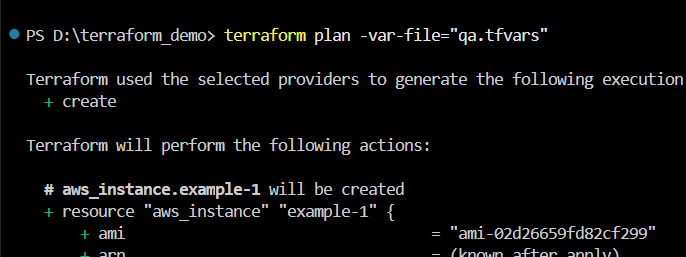 PS D:\terraform_demo> terraform plan -var-file="qa.tfvars"
Terraform used the selected providers to generate the following execution
+ create
Terraform will perform the following actions:
# aws_instance.example-1 will be created
+ resource "aws_instance" "example-1" {
+ ami = "ami-02d26659fd82cf299"
+ arn = (known after apply)